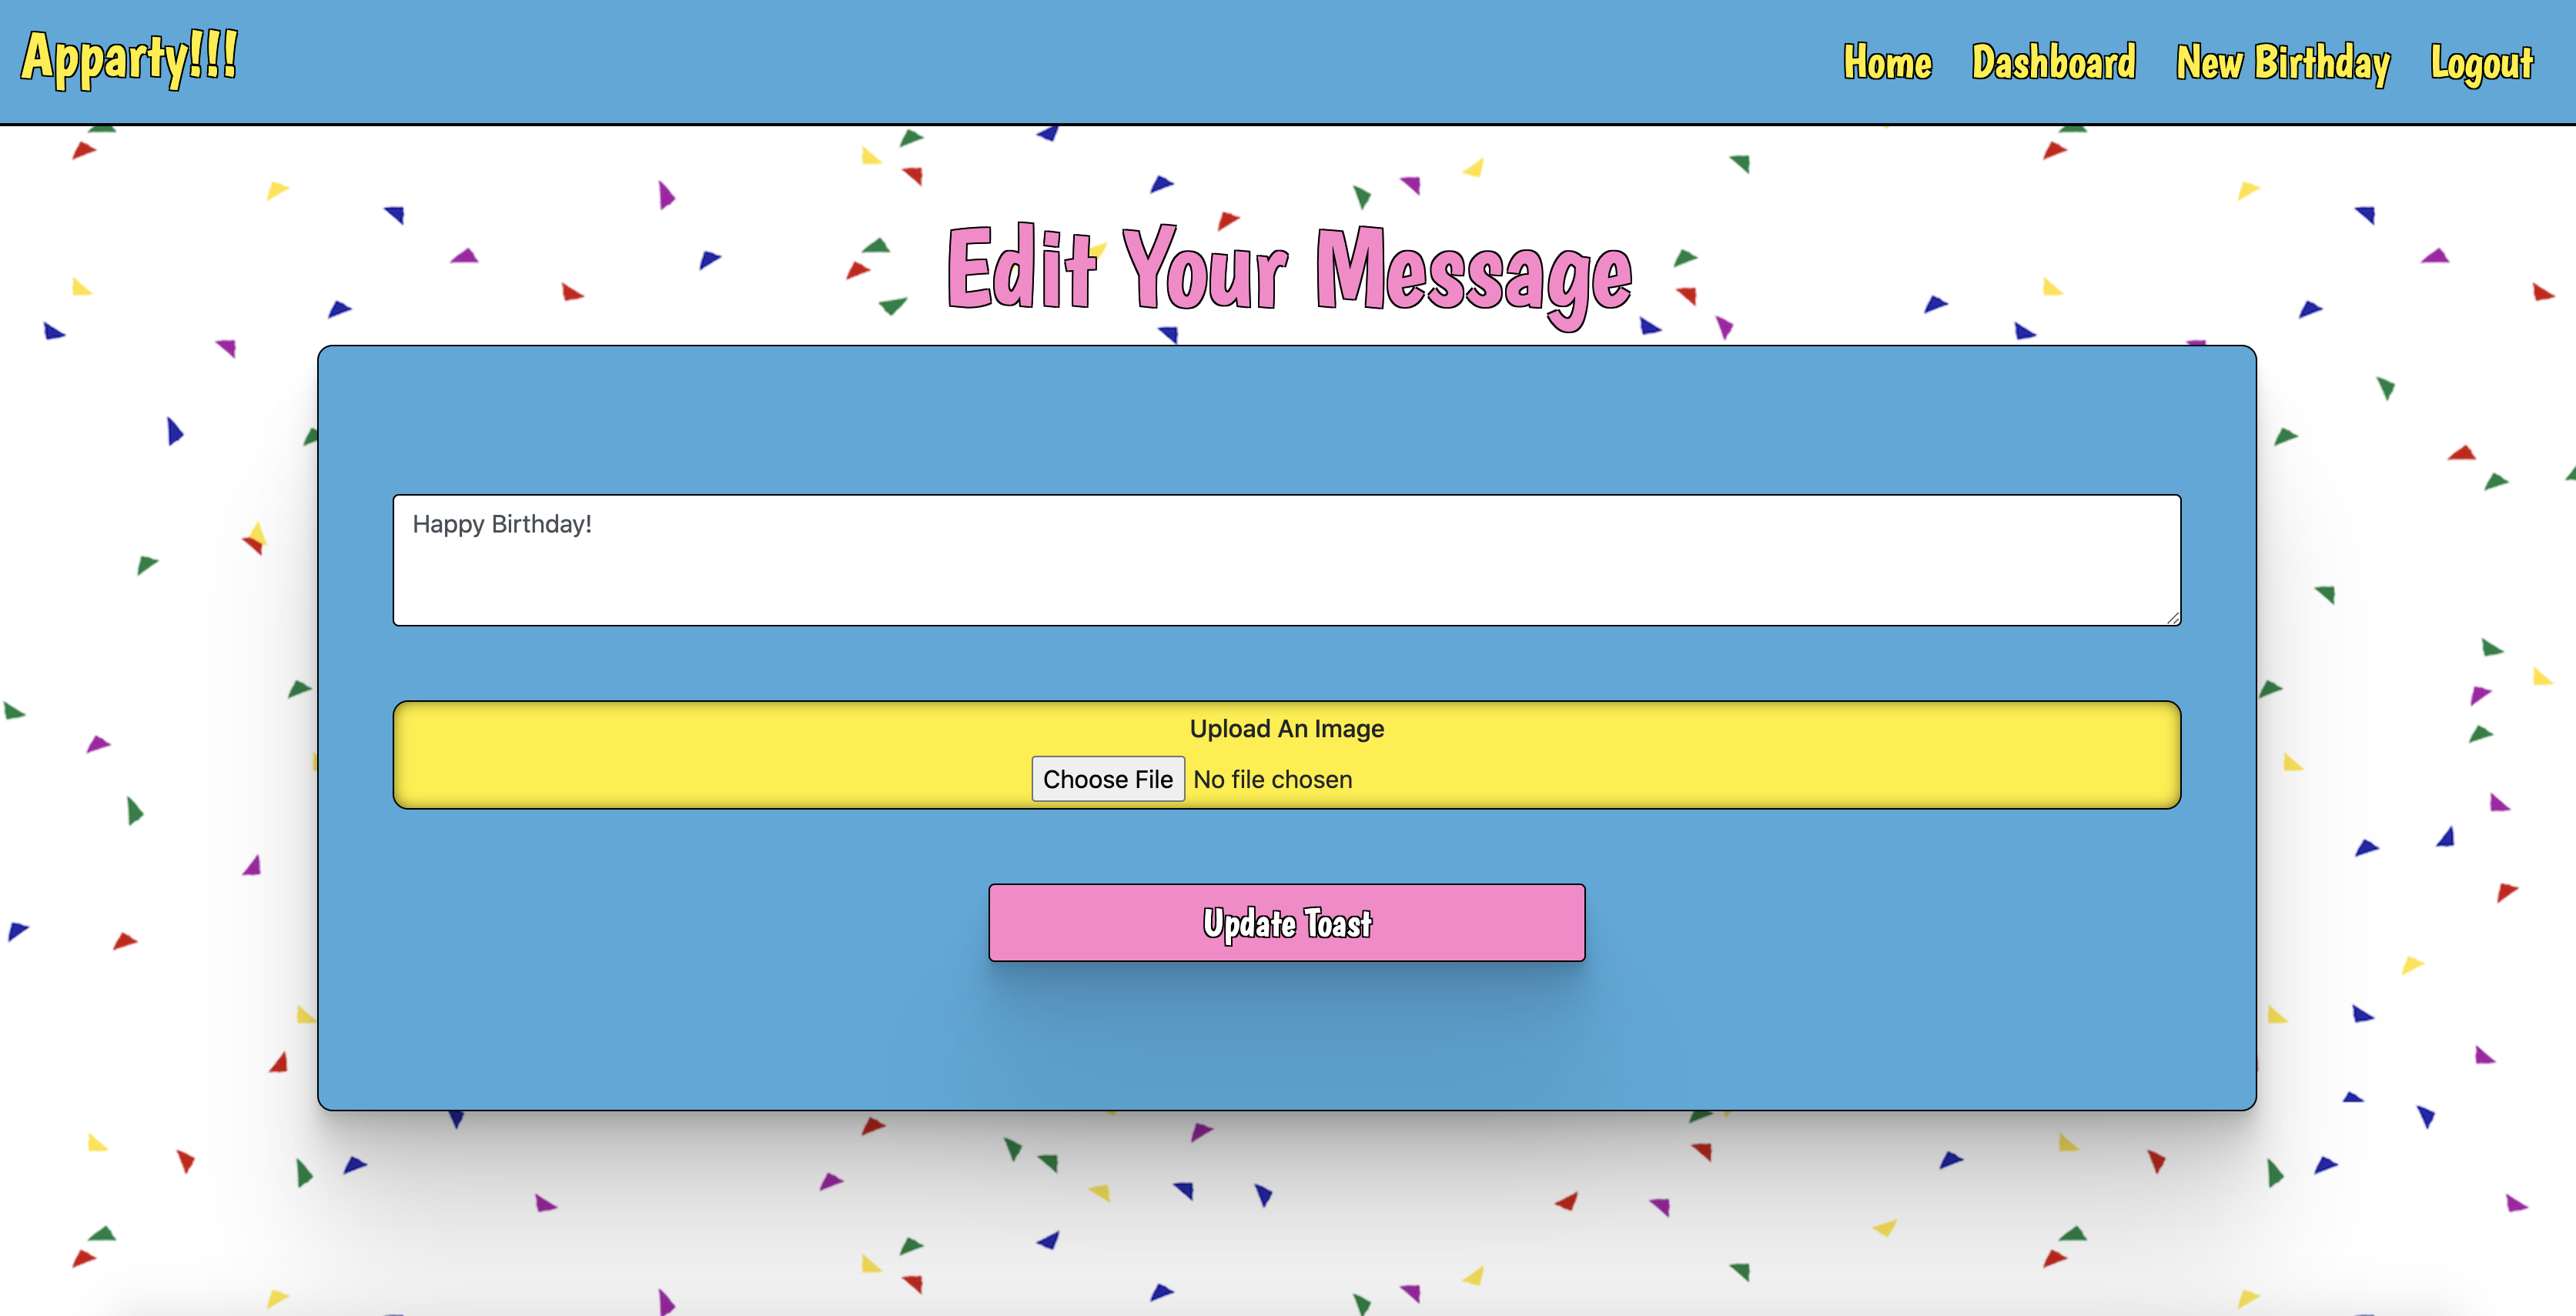 Apparty!!!
Home Dashboard New Birthday Logout
Edit Your Message
Happy Birthday!
Upload An Image
Choose File No file chosen
Update Toast